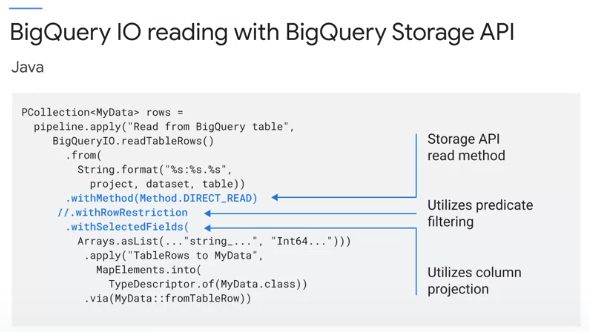 BigQuery IO reading with BigQuery Storage API
Java
PCollection<MyData> rows =
pipeline.apply("Read from BigQuery table",
BigQueryIO.readTableRows()
.from(
String.format("%s:%s.%s",
project, dataset, table))
.withMethod(Method.DIRECT_READ)
//.withRowRestriction
.withSelectedFields(
Arrays.asList(..."string_...", "Int64...")))
.apply("TableRows to MyData",
MapElements.into(
TypeDescriptor.of(MyData.class))
.via(MyData::fromTableRow))
Storage API
read method
Utilizes predicate
filtering
Utilizes column
projection